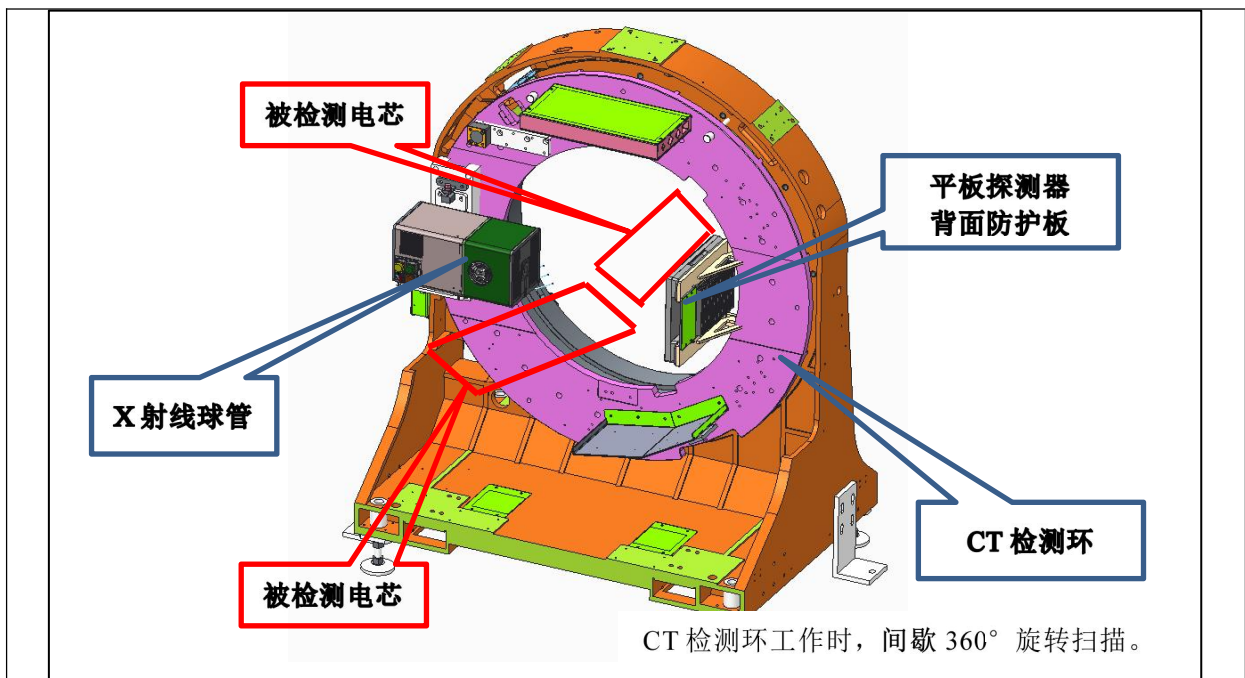 被检测电芯
平板探测器
背面防护板
X 射线球管
CT 检测环
被检测电芯
CT 检测环工作时，间歇 360° 旋转扫描。